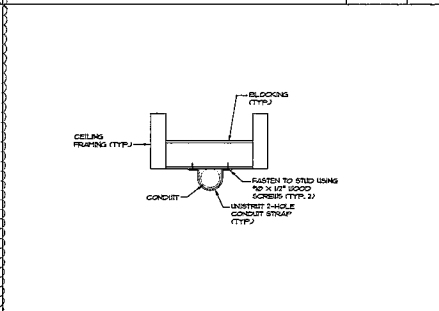 BLOCKING
(TYP.)
CEILING
FRAMING (TYP.)
FASTEN TO STUD USING
#10 X 1/2" WOOD
SCREWS (TYP. 2)
CONDUIT
UNISTRUT 2-HOLE
CONDUIT STRAP
(TYP.)